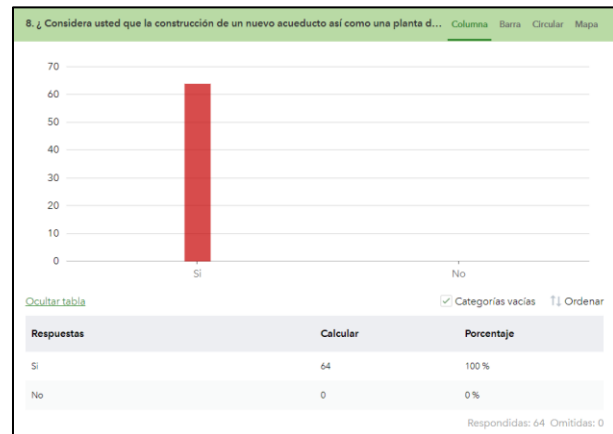 8. ¿ Considera usted que la construcción de un nuevo acueducto así como una planta d... Columna Barra Circular Mapa
70
60
50
40
30
20
10
0
Sí No
Ocultar tabla Categorías vacías Ordenar
Respuestas Calcular Porcentaje
Sí 64 100 %
No 0 0 %
Respondidas: 64 Omitidas: 0